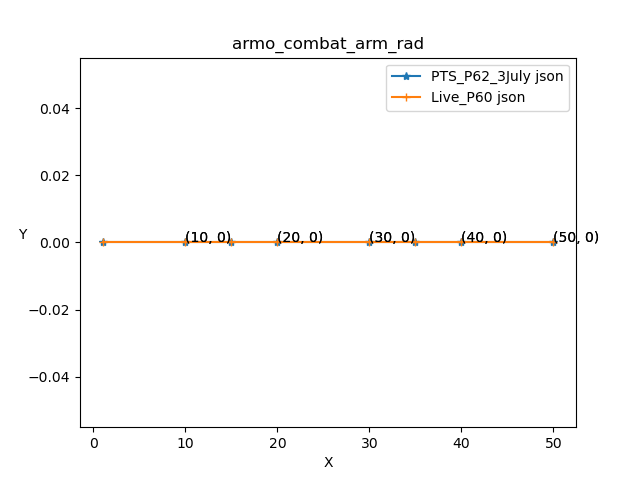 armo_combat_arm_rad
PTS_P62_3July json
Live_P60 json
0.04
0.02
0.00
−0.02
−0.04
Y
(10, 0) (20, 0) (30, 0) (40, 0) (50, 0)
0 10 20 30 40 50
X